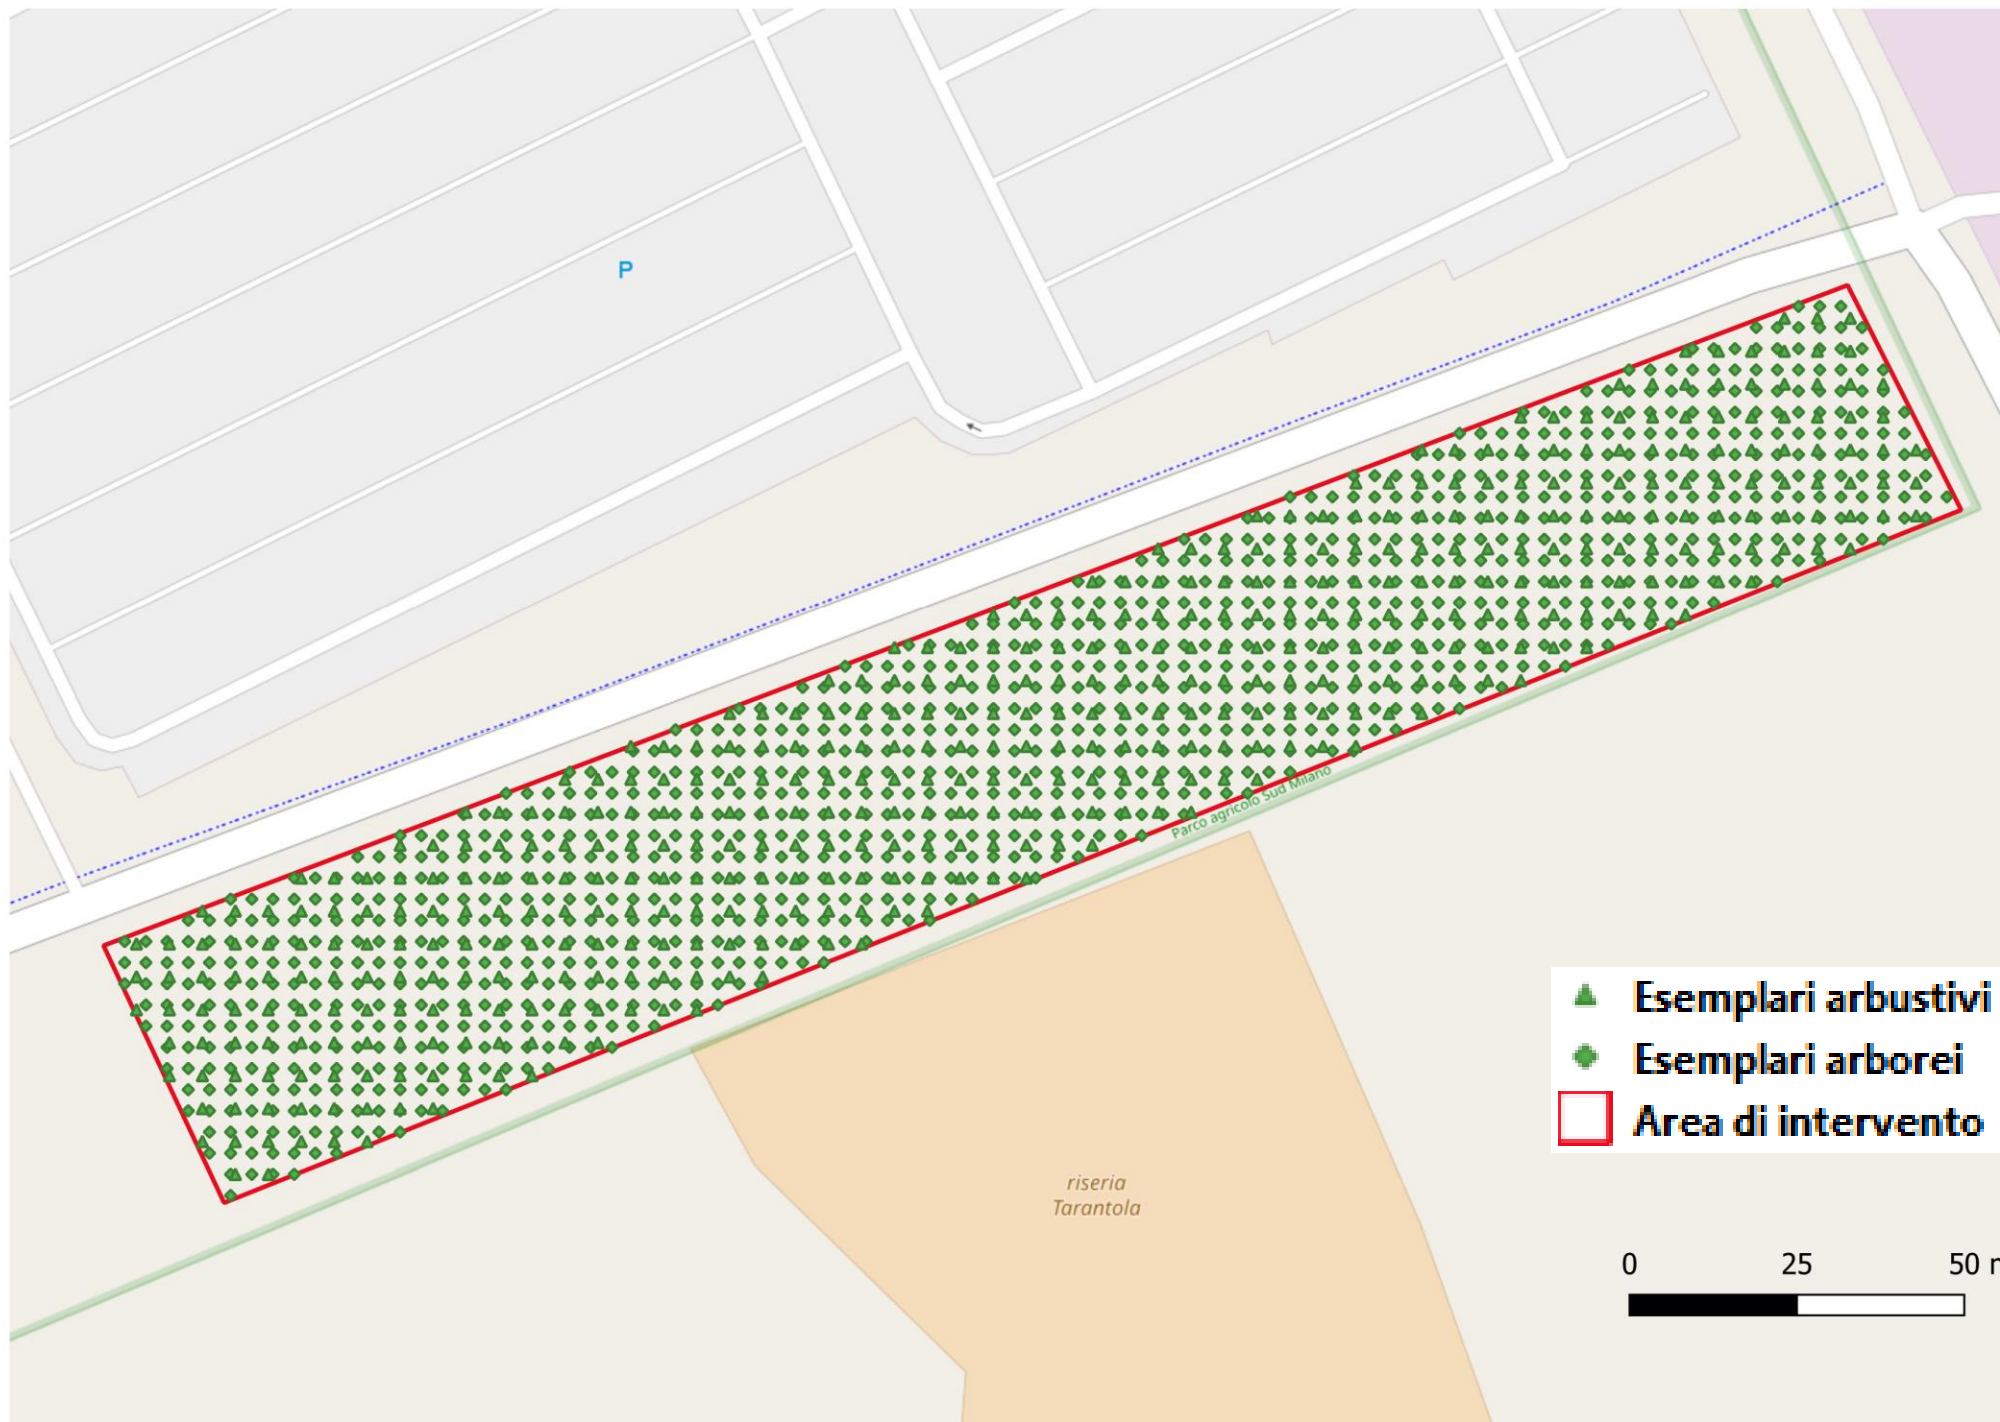 P
Parco agricolo Sud Milano
Esemplari arbustivi
Esemplari arborei
Area di intervento
riseria
Tarantola
0 25 50 m